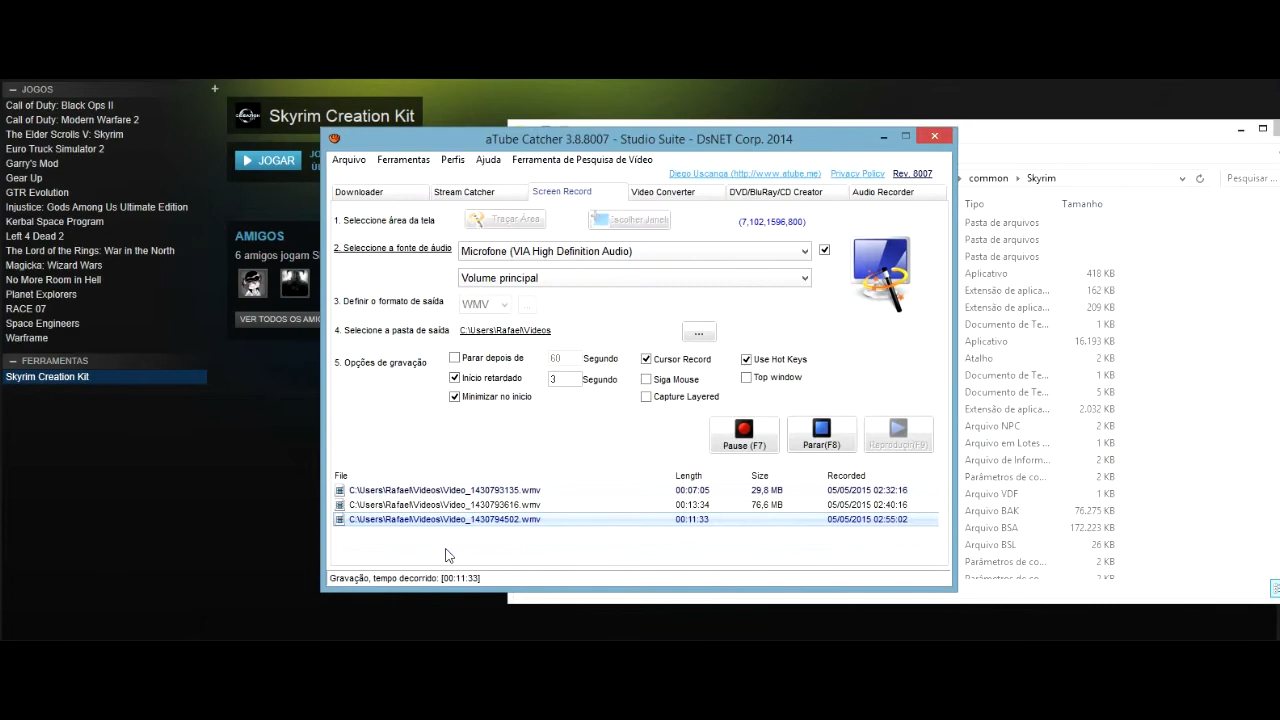 JOGOS
+
Call of Duty: Black Ops II
Call of Duty: Modern Warfare 2
The Elder Scrolls V: Skyrim
Euro Truck Simulator 2
Garry's Mod
Gear Up
GTR Evolution
Injustice: Gods Among Us Ultimate Edition
Kerbal Space Program
Left 4 Dead 2
The Lord of the Rings: War in the North
Magicka: Wizard Wars
No More Room in Hell
Planet Explorers
RACE 07
Space Engineers
Warframe
FERRAMENTAS
Skyrim Creation Kit
Skyrim Creation Kit
JOGAR
AMIGOS
6 amigos jogam S
VER TODOS OS AMI
aTube Catcher 3.8.8007 - Studio Suite - DsNET Corp. 2014
Arquivo Ferramentas Perfis Ajuda Ferramenta de Pesquisa de Vídeo
Diego Uscanga (http://www.atube.me) Privacy Policy Rev. 8007
Downloader Stream Catcher Screen Record Video Converter DVD/BluRay/CD Creator Audio Recorder
1. Seleccione área da tela Traçar Área Escolher Janel (7,102,1596,800)
2. Seleccione a fonte de áudio Microfone (VIA High Definition Audio)
Volume principal
3. Definir o formato de saída WMV ...
4. Selecione a pasta de saída C:\Users\Rafael\Videos ...
5. Opções de gravação Parar depois de 60 Segundo Cursor Record Use Hot Keys
Início retardado 3 Segundo Siga Mouse Top window
Minimizar no inicio Capture Layered
Pause (F7) Parar(F8) Reproduçir(F9)
File Length Size Recorded
C:\Users\Rafael\Videos\Video_1430793135.wmv 00:07:05 29,8 MB 05/05/2015 02:32:16
C:\Users\Rafael\Videos\Video_1430793616.wmv 00:13:34 76,6 MB 05/05/2015 02:40:16
C:\Users\Rafael\Videos\Video_1430794502.wmv 00:11:33 05/05/2015 02:55:02
Gravação, tempo decorrido: [00:11:33]
common Skyrim Pesquisar ...
Tipo Tamanho
Pasta de arquivos
Pasta de arquivos
Pasta de arquivos
Aplicativo 418 KB
Extensão de aplica... 162 KB
Extensão de aplica... 209 KB
Documento de Te... 1 KB
Aplicativo 16.193 KB
Atalho 2 KB
Documento de Te... 1 KB
Documento de Te... 5 KB
Extensão de aplica... 2.032 KB
Arquivo NPC 2 KB
Arquivo em Lotes ... 1 KB
Arquivo de Inform... 1 KB
Parâmetros de co... 2 KB
Arquivo VDF 1 KB
Arquivo BAK 76.275 KB
Arquivo BSA 172.223 KB
Arquivo BSL 26 KB
Parâmetros de co... 2 KB
Parâmetros de co... 2 KB